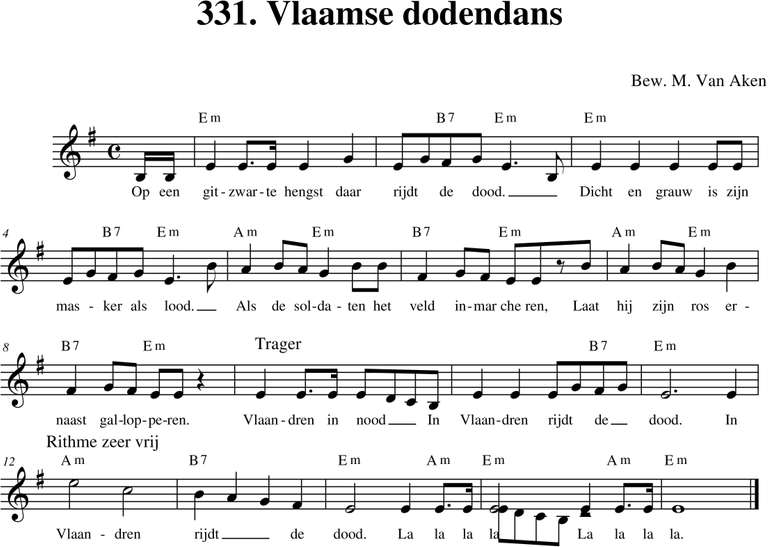 331. Vlaamse dodendans
Bew. M. Van Aken
Em B7 Em Em
Op een git-zwar-te hengst daar rijdt de dood. Dicht en grauw is zijn
4 B7 Em Am Em B7 Em Am Em
mas - ker als lood. Als de sol-da-ten het veld in-mar che ren, Laat hij zijn ros er -
8 B7 Em Trager B7 Em
naast gal-lop-pe-ren. Vlaan-dren in nood In Vlaan-dren rijdt de dood. In
Rithme zeer vrij
12 Am B7 Em Am Em Am Em
Vlaan - dren rijdt de dood. La la la la La la la la.